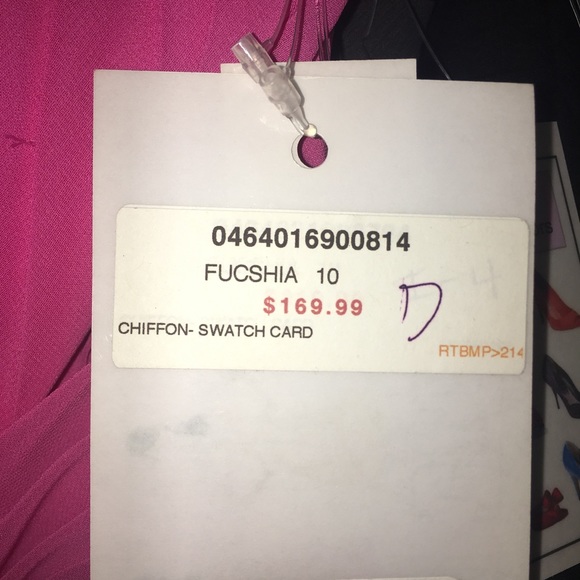 0464016900814
FUCSHIA 10
$169.99
D
CHIFFON- SWATCH CARD
RTBMP>214